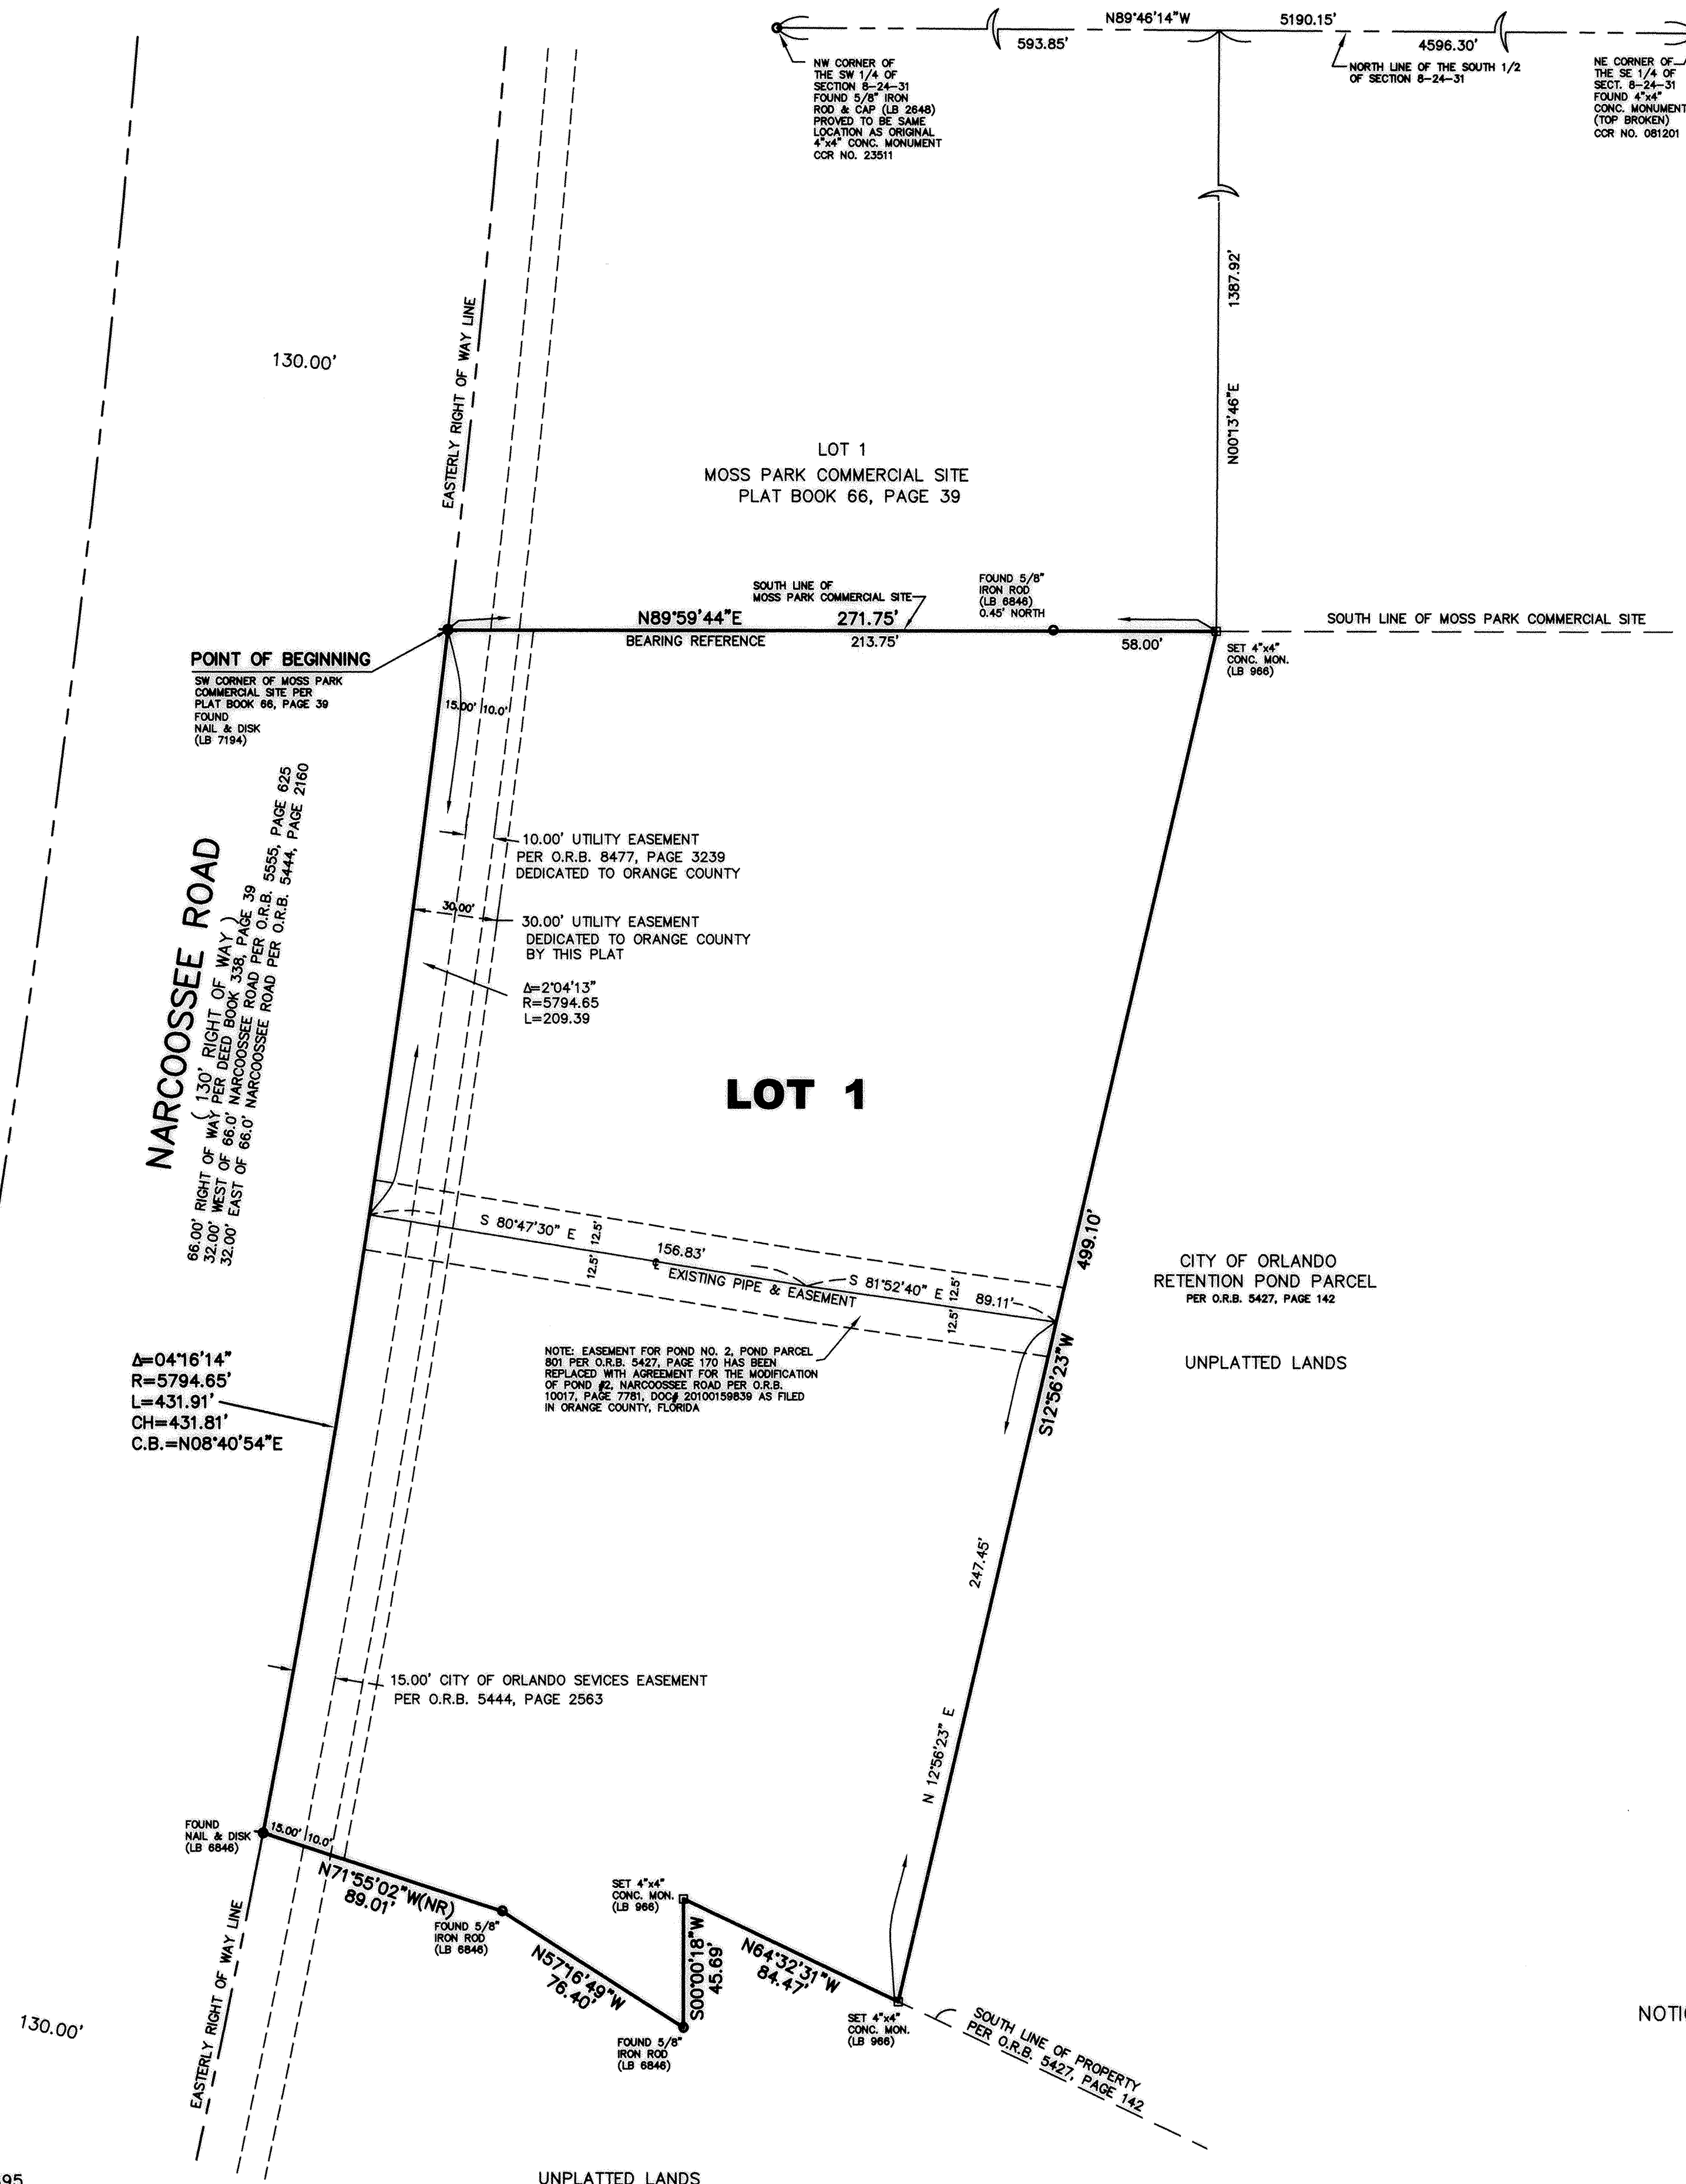 N89°46'14"W
5190.15'
593.85'
4596.30'
NORTH LINE OF THE SOUTH 1/2
OF SECTION 8-24-31
NW CORNER OF
THE SW 1/4 OF
SECTION 8-24-31
FOUND 5/8" IRON
ROD & CAP (LB 2648)
PROVED TO BE SAME
LOCATION AS ORIGINAL
4"x4" CONC. MONUMENT
CCR NO. 23511
NE CORNER OF
THE SE 1/4 OF
SECT. 8-24-31
FOUND 4"x4"
CONC. MONUMENT
(TOP BROKEN)
CCR NO. 081201
1387.92'
N00°13'46"E
130.00'
EASTERLY RIGHT OF WAY LINE
LOT 1
MOSS PARK COMMERCIAL SITE
PLAT BOOK 66, PAGE 39
SOUTH LINE OF
MOSS PARK COMMERCIAL SITE
FOUND 5/8"
IRON ROD
(LB 6846)
0.45' NORTH
N89°59'44"E
271.75'
BEARING REFERENCE
213.75'
58.00'
SOUTH LINE OF MOSS PARK COMMERCIAL SITE
SET 4"x4"
CONC. MON.
(LB 966)
POINT OF BEGINNING
SW CORNER OF MOSS PARK
COMMERCIAL SITE PER
PLAT BOOK 66, PAGE 39
FOUND
NAIL & DISK
(LB 7194)
15.00'
10.0'
NARCOOSSEE ROAD
( 130' RIGHT OF WAY )
66.00' RIGHT OF WAY PER DEED BOOK 338, PAGE 39
32.00' WEST OF 66.0' NARCOOSSEE ROAD PER O.R.B. 5555, PAGE 625
32.00' EAST OF 66.0' NARCOOSSEE ROAD PER O.R.B. 5444, PAGE 2160
10.00' UTILITY EASEMENT
PER O.R.B. 8477, PAGE 3239
DEDICATED TO ORANGE COUNTY
30.00'
30.00' UTILITY EASEMENT
DEDICATED TO ORANGE COUNTY
BY THIS PLAT
Δ=2°04'13"
R=5794.65
L=209.39
LOT 1
S 80°47'30" E
12.5'
12.5'
156.83'
EXISTING PIPE & EASEMENT
S 81°52'40" E
12.5'
12.5'
89.11'
499.10'
S12°56'23"W
CITY OF ORLANDO
RETENTION POND PARCEL
PER O.R.B. 5427, PAGE 142
UNPLATTED LANDS
NOTE: EASEMENT FOR POND NO. 2, POND PARCEL
801 PER O.R.B. 5427, PAGE 170 HAS BEEN
REPLACED WITH AGREEMENT FOR THE MODIFICATION
OF POND #2, NARCOOSSEE ROAD PER O.R.B.
10017, PAGE 7781, DOC# 20100159839 AS FILED
IN ORANGE COUNTY, FLORIDA
Δ=04°16'14"
R=5794.65'
L=431.91'
CH=431.81'
C.B.=N08°40'54"E
247.45'
N 12°56'23" E
15.00' CITY OF ORLANDO SEVICES EASEMENT
PER O.R.B. 5444, PAGE 2563
FOUND
NAIL & DISK
(LB 6846)
15.00'
10.0'
N71°55'02"W(NR)
89.01'
FOUND 5/8"
IRON ROD
(LB 6846)
N57°16'49"W
76.40'
SET 4"x4"
CONC. MON.
(LB 966)
S00°00'18"W
45.69'
N64°32'31"W
84.47'
FOUND 5/8"
IRON ROD
(LB 6846)
SET 4"x4"
CONC. MON.
(LB 966)
SOUTH LINE OF PROPERTY
PER O.R.B. 5427, PAGE 142
EASTERLY RIGHT OF WAY LINE
130.00'
UNPLATTED LANDS